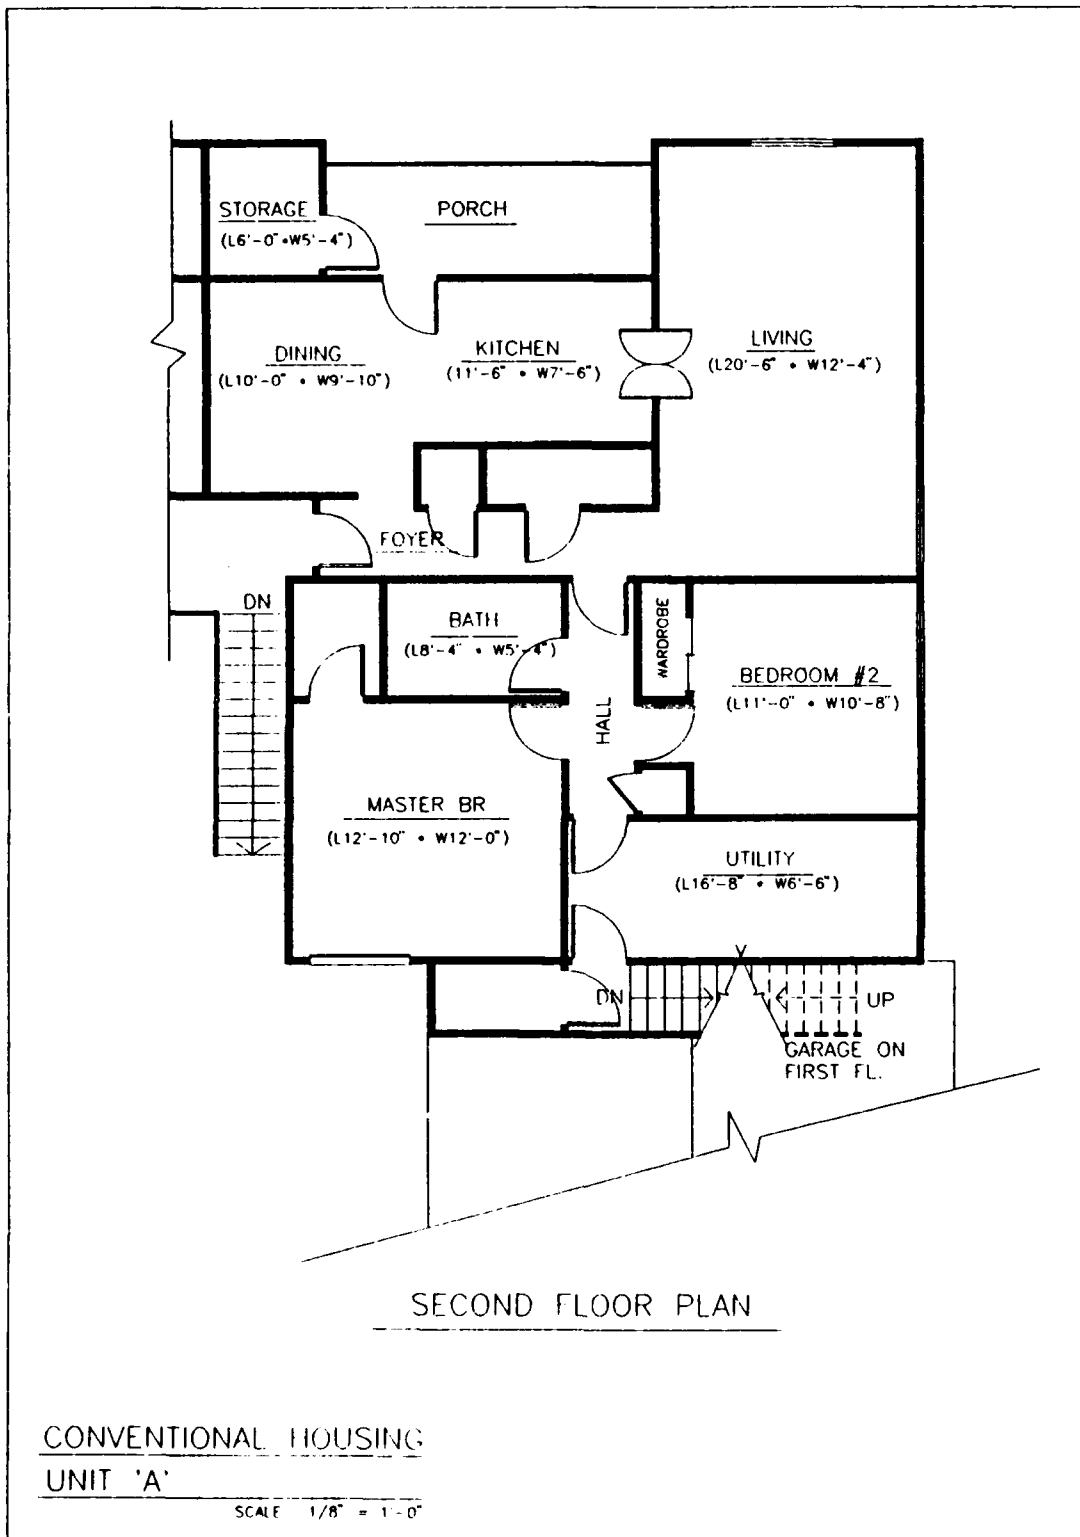 STORAGE
(L6'-0" • W5'-4")
PORCH
DINING
(L10'-0" • W9'-10")
KITCHEN
(11'-6" • W7'-6")
LIVING
(L20'-6" • W12'-4")
FOYER
DN
BATH
(L8'-4" • W5'-4")
WARDROBE
BEDROOM #2
(L11'-0" • W10'-8")
HALL
MASTER BR
(L12'-10" • W12'-0")
UTILITY
(L16'-8" • W6'-6")
DN
UP
GARAGE ON
FIRST FL.
SECOND FLOOR PLAN
CONVENTIONAL HOUSING
UNIT 'A'
SCALE 1/8" = 1'-0"